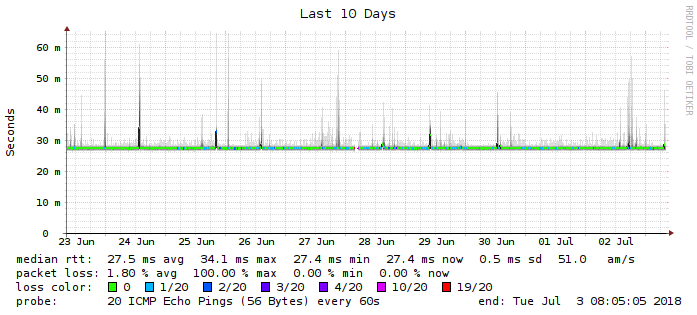 Last 10 Days
RRDTOOL / TOBI OETIKER
Seconds
60 m
50 m
40 m
30 m
20 m
10 m
0
23 Jun 24 Jun 25 Jun 26 Jun 27 Jun 28 Jun 29 Jun 30 Jun 01 Jul 02 Jul
median rtt: 27.5 ms avg 34.1 ms max 27.4 ms min 27.4 ms now 0.5 ms sd 51.0 am/s
packet loss: 1.80 % avg 100.00 % max 0.00 % min 0.00 % now
loss color: 0 1/20 2/20 3/20 4/20 10/20 19/20
probe: 20 ICMP Echo Pings (56 Bytes) every 60s end: Tue Jul 3 08:05:05 2018